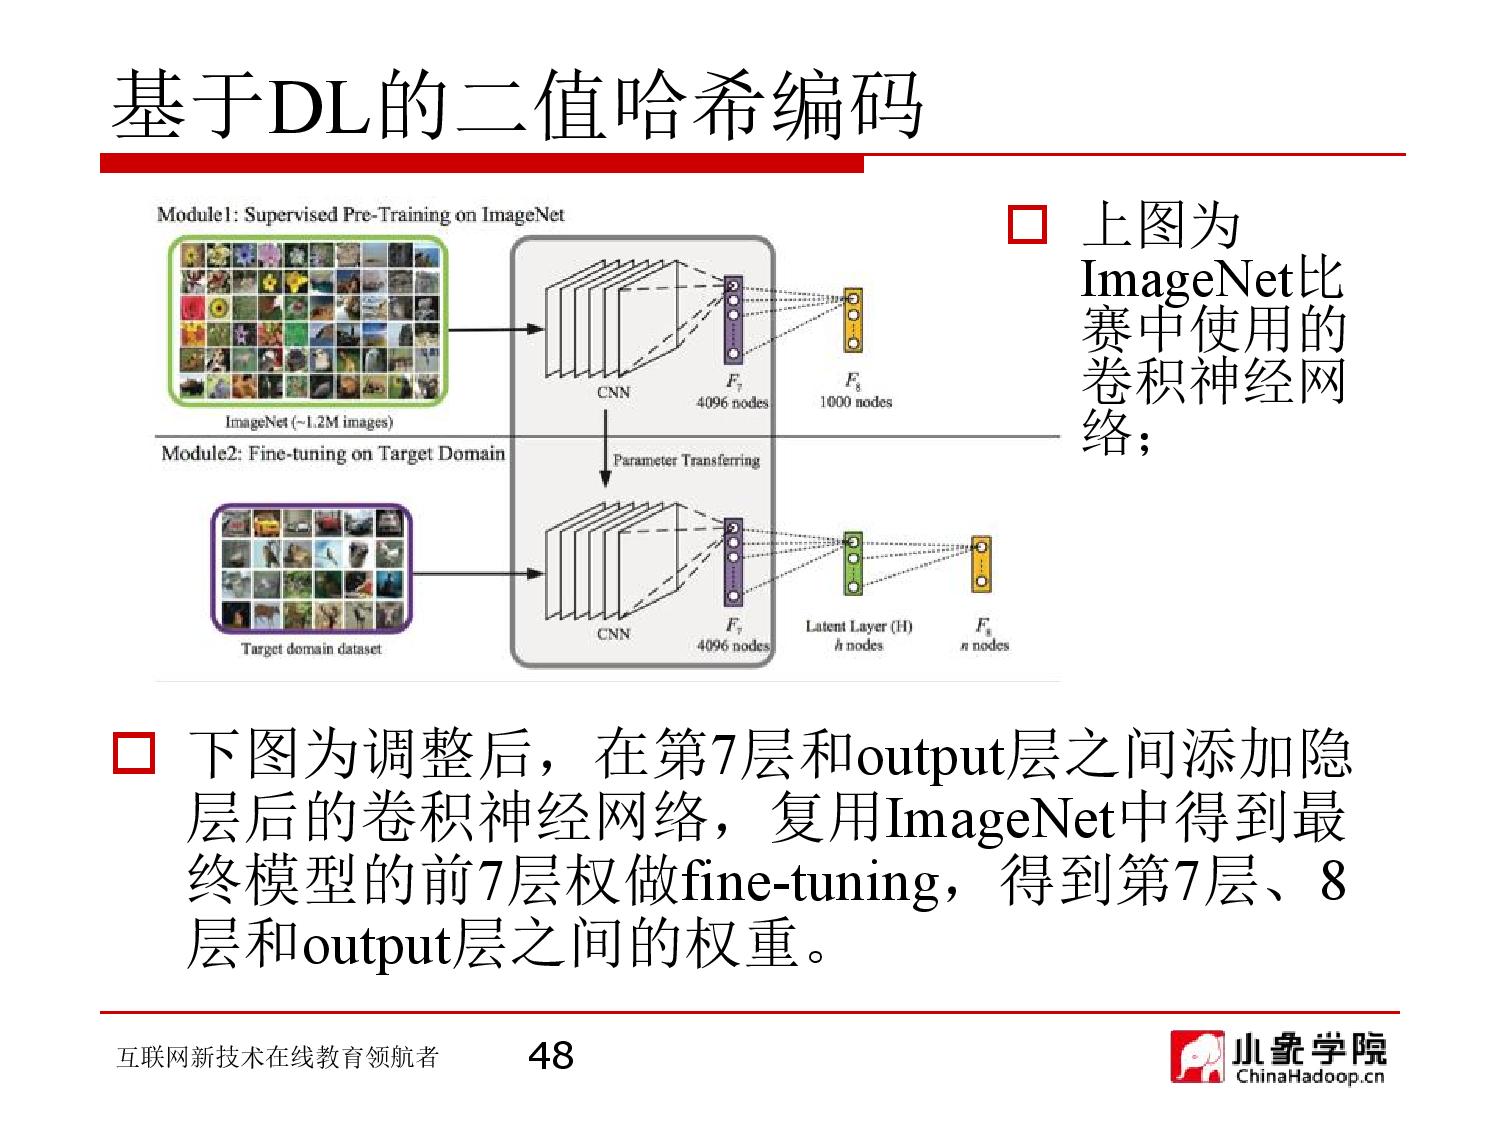 基于DL的二值哈希编码
Module1: Supervised Pre-Training on ImageNet
ImageNet (~1.2M images)
CNN
F7
4096 nodes
F8
1000 nodes
Module2: Fine-tuning on Target Domain
Parameter Transferring
Target domain dataset
CNN
F7
4096 nodes
Latent Layer (H)
h nodes
F8
n nodes
上图为
ImageNet比
赛中使用的
卷积神经网
络；
下图为调整后，在第7层和output层之间添加隐
层后的卷积神经网络，复用ImageNet中得到最
终模型的前7层权做fine-tuning，得到第7层、8
层和output层之间的权重。
互联网新技术在线教育领航者
48
小象学院
ChinaHadoop.cn